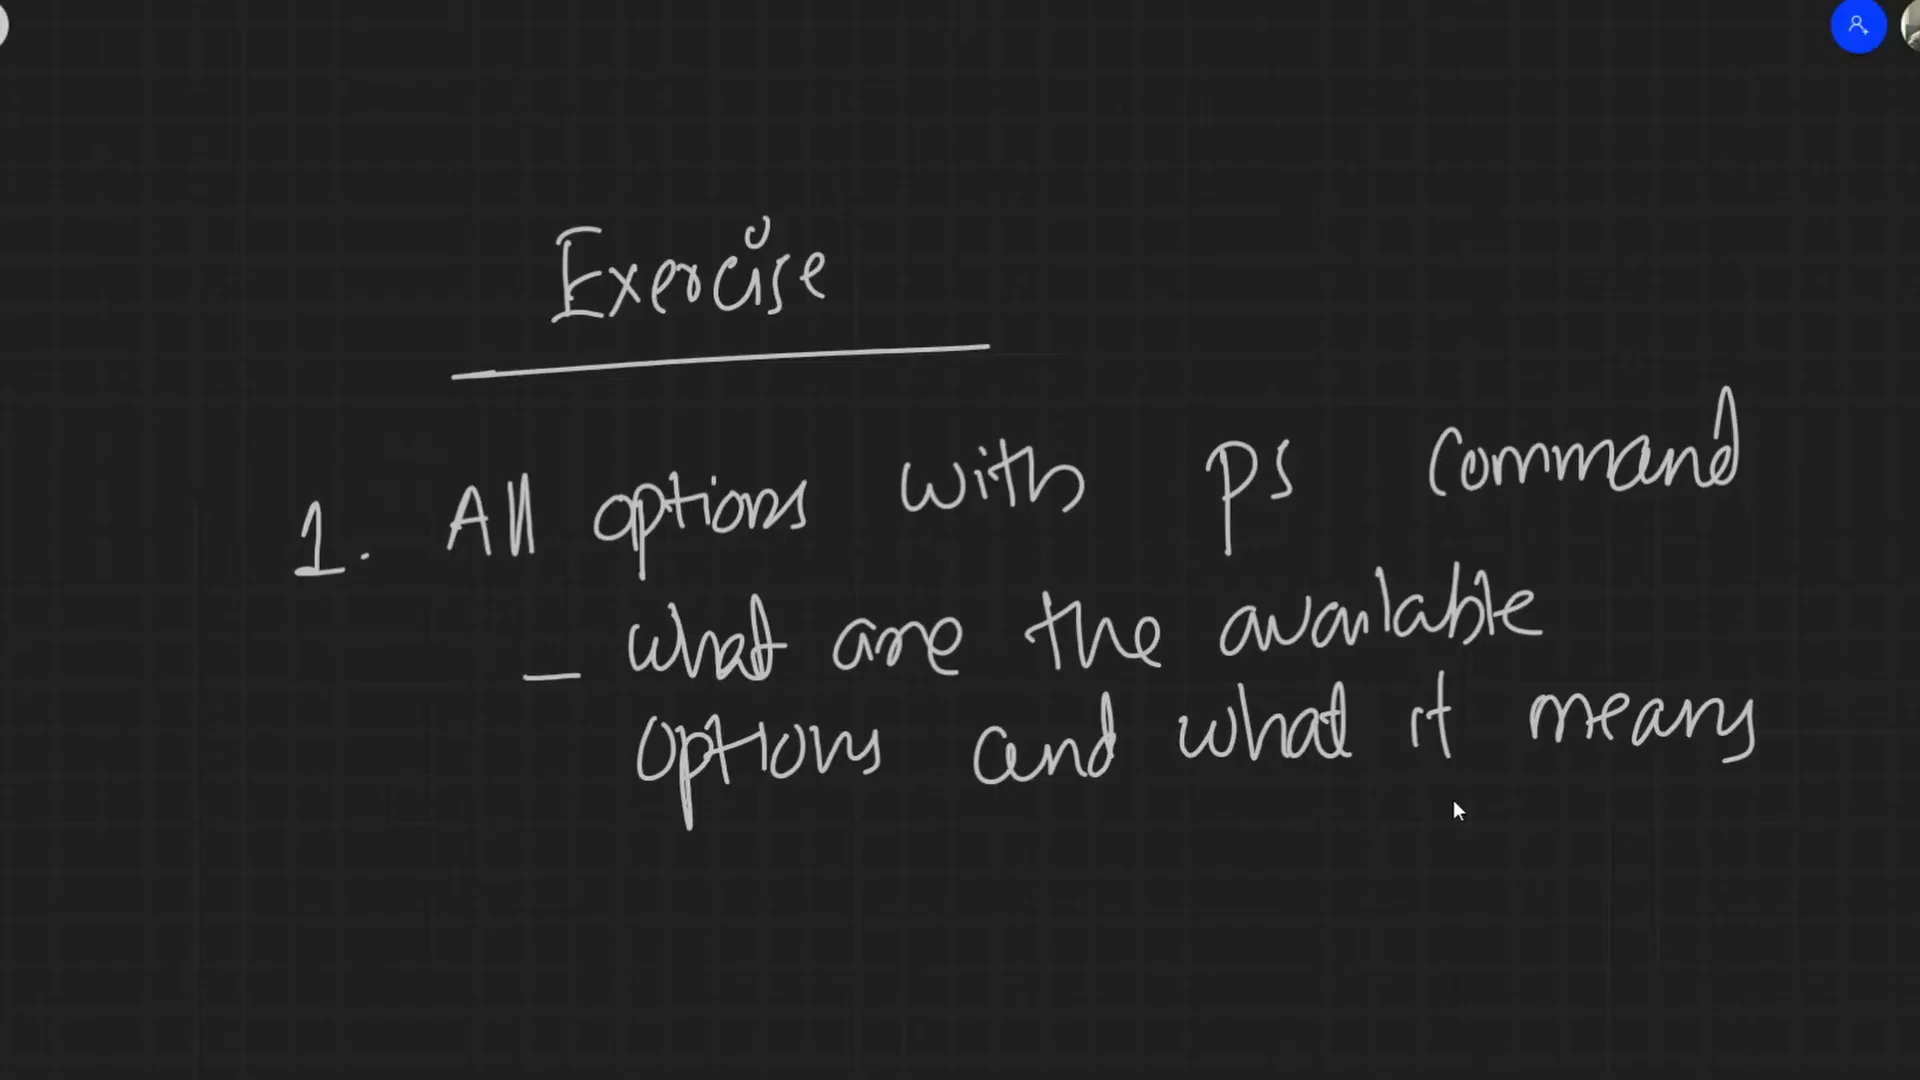 Exercise
1. All options with ps command
- what are the available
options and what it means